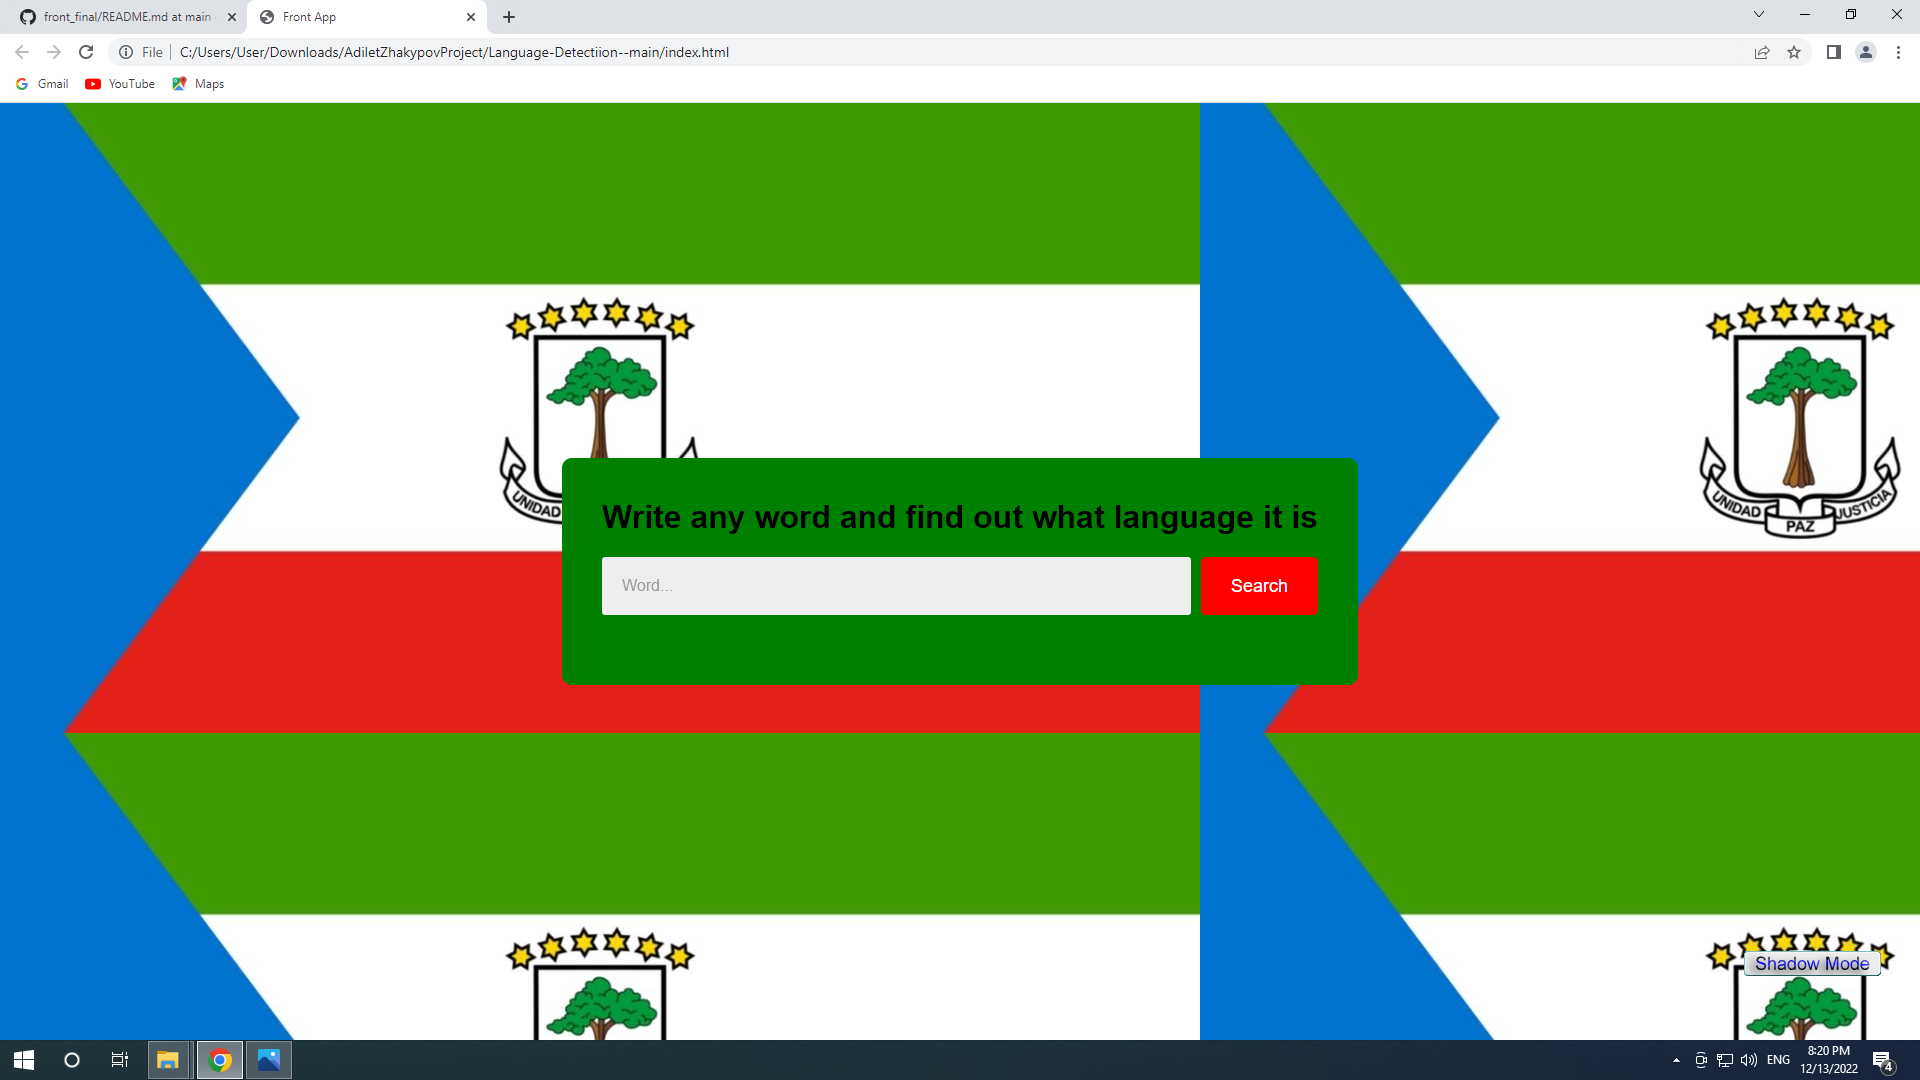 front_final/README.md at main
Front App
File
C:/Users/User/Downloads/AdiletZhakypovProject/Language-Detectiion--main/index.html
Gmail
YouTube
Maps
UNIDAD
UNIDAD PAZ JUSTICIA
Write any word and find out what language it is
Word...
Search
Shadow Mode
ENG
8:20 PM
12/13/2022
4